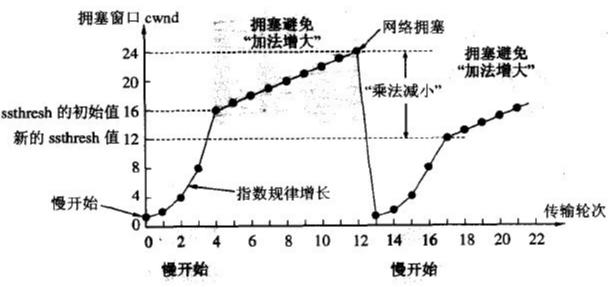 拥塞窗口 cwnd
拥塞避免
“加法增大”
网络拥塞
拥塞避免
“加法增大”
24
20
ssthresh 的初始值 16
“乘法减小”
新的 ssthresh 值 12
8
4
0
慢开始
指数规律增长
传输轮次
0 2 4 6 8 10 12 14 16 18 20 22
慢开始
慢开始